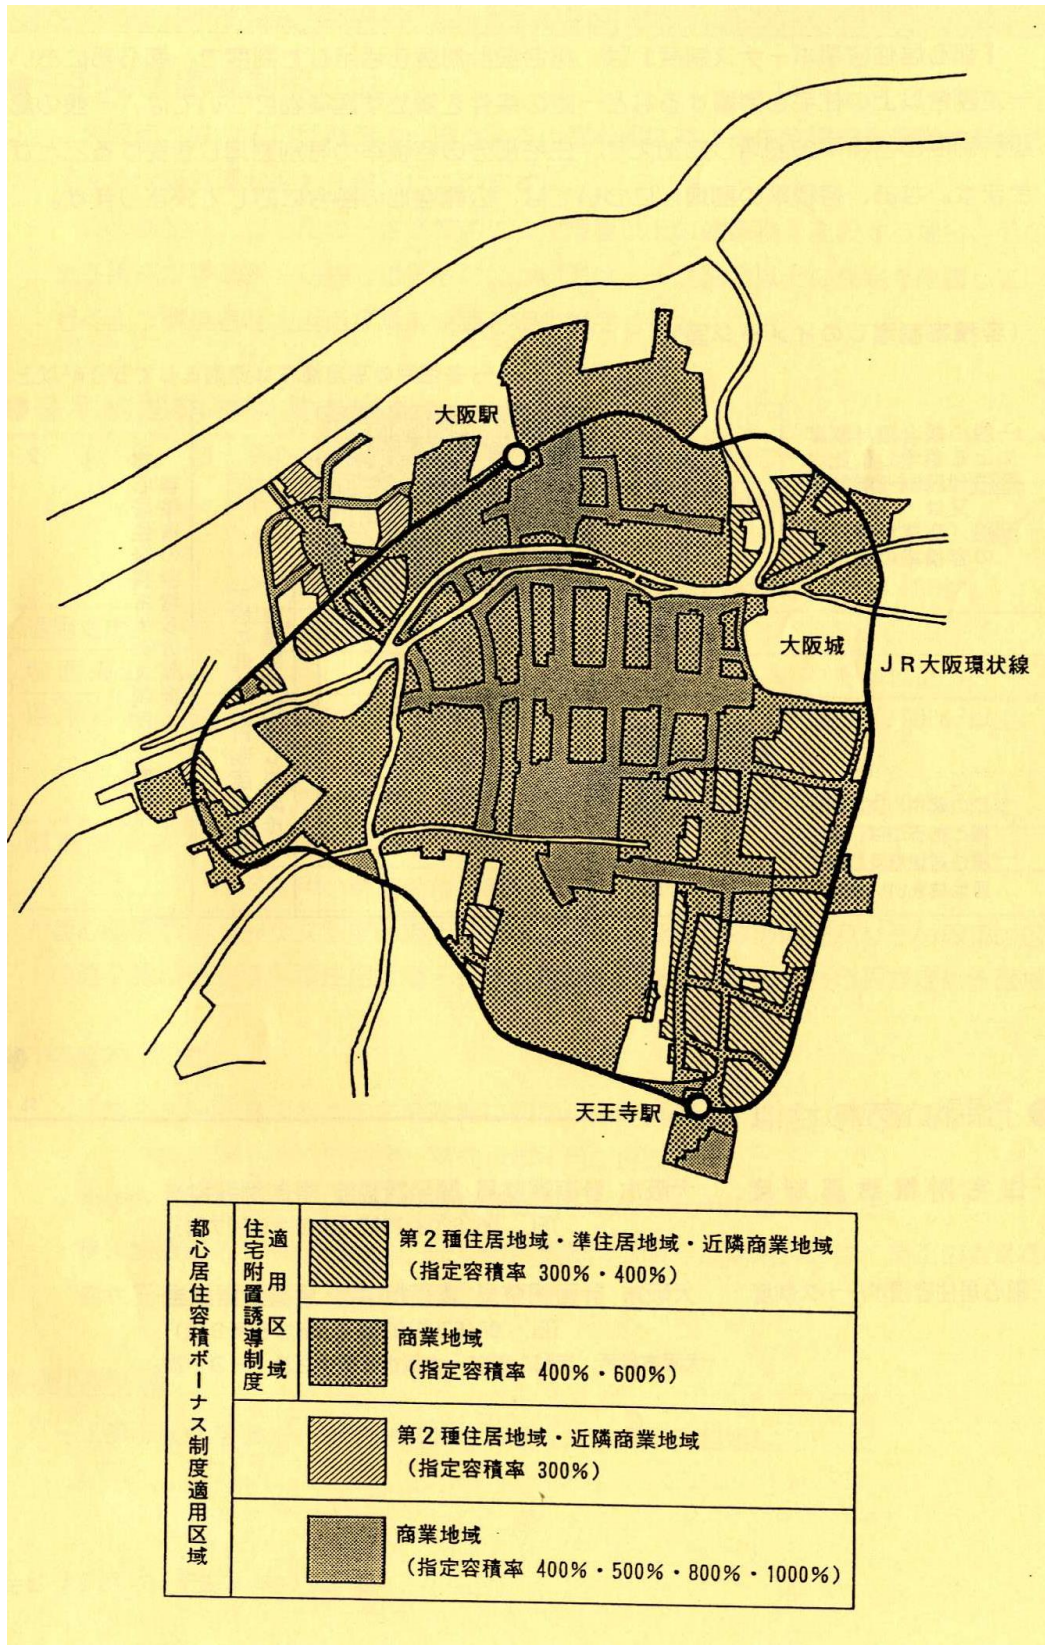 大阪駅
大阪城
JR大阪環状線
天王寺駅
都心居住容積ボーナス制度適用区域
住宅附置誘導制度
適用区域
第2種住居地域・準住居地域・近隣商業地域
(指定容積率 300%・400%)
商業地域
(指定容積率 400%・600%)
第2種住居地域・近隣商業地域
(指定容積率 300%)
商業地域
(指定容積率 400%・500%・800%・1000%)